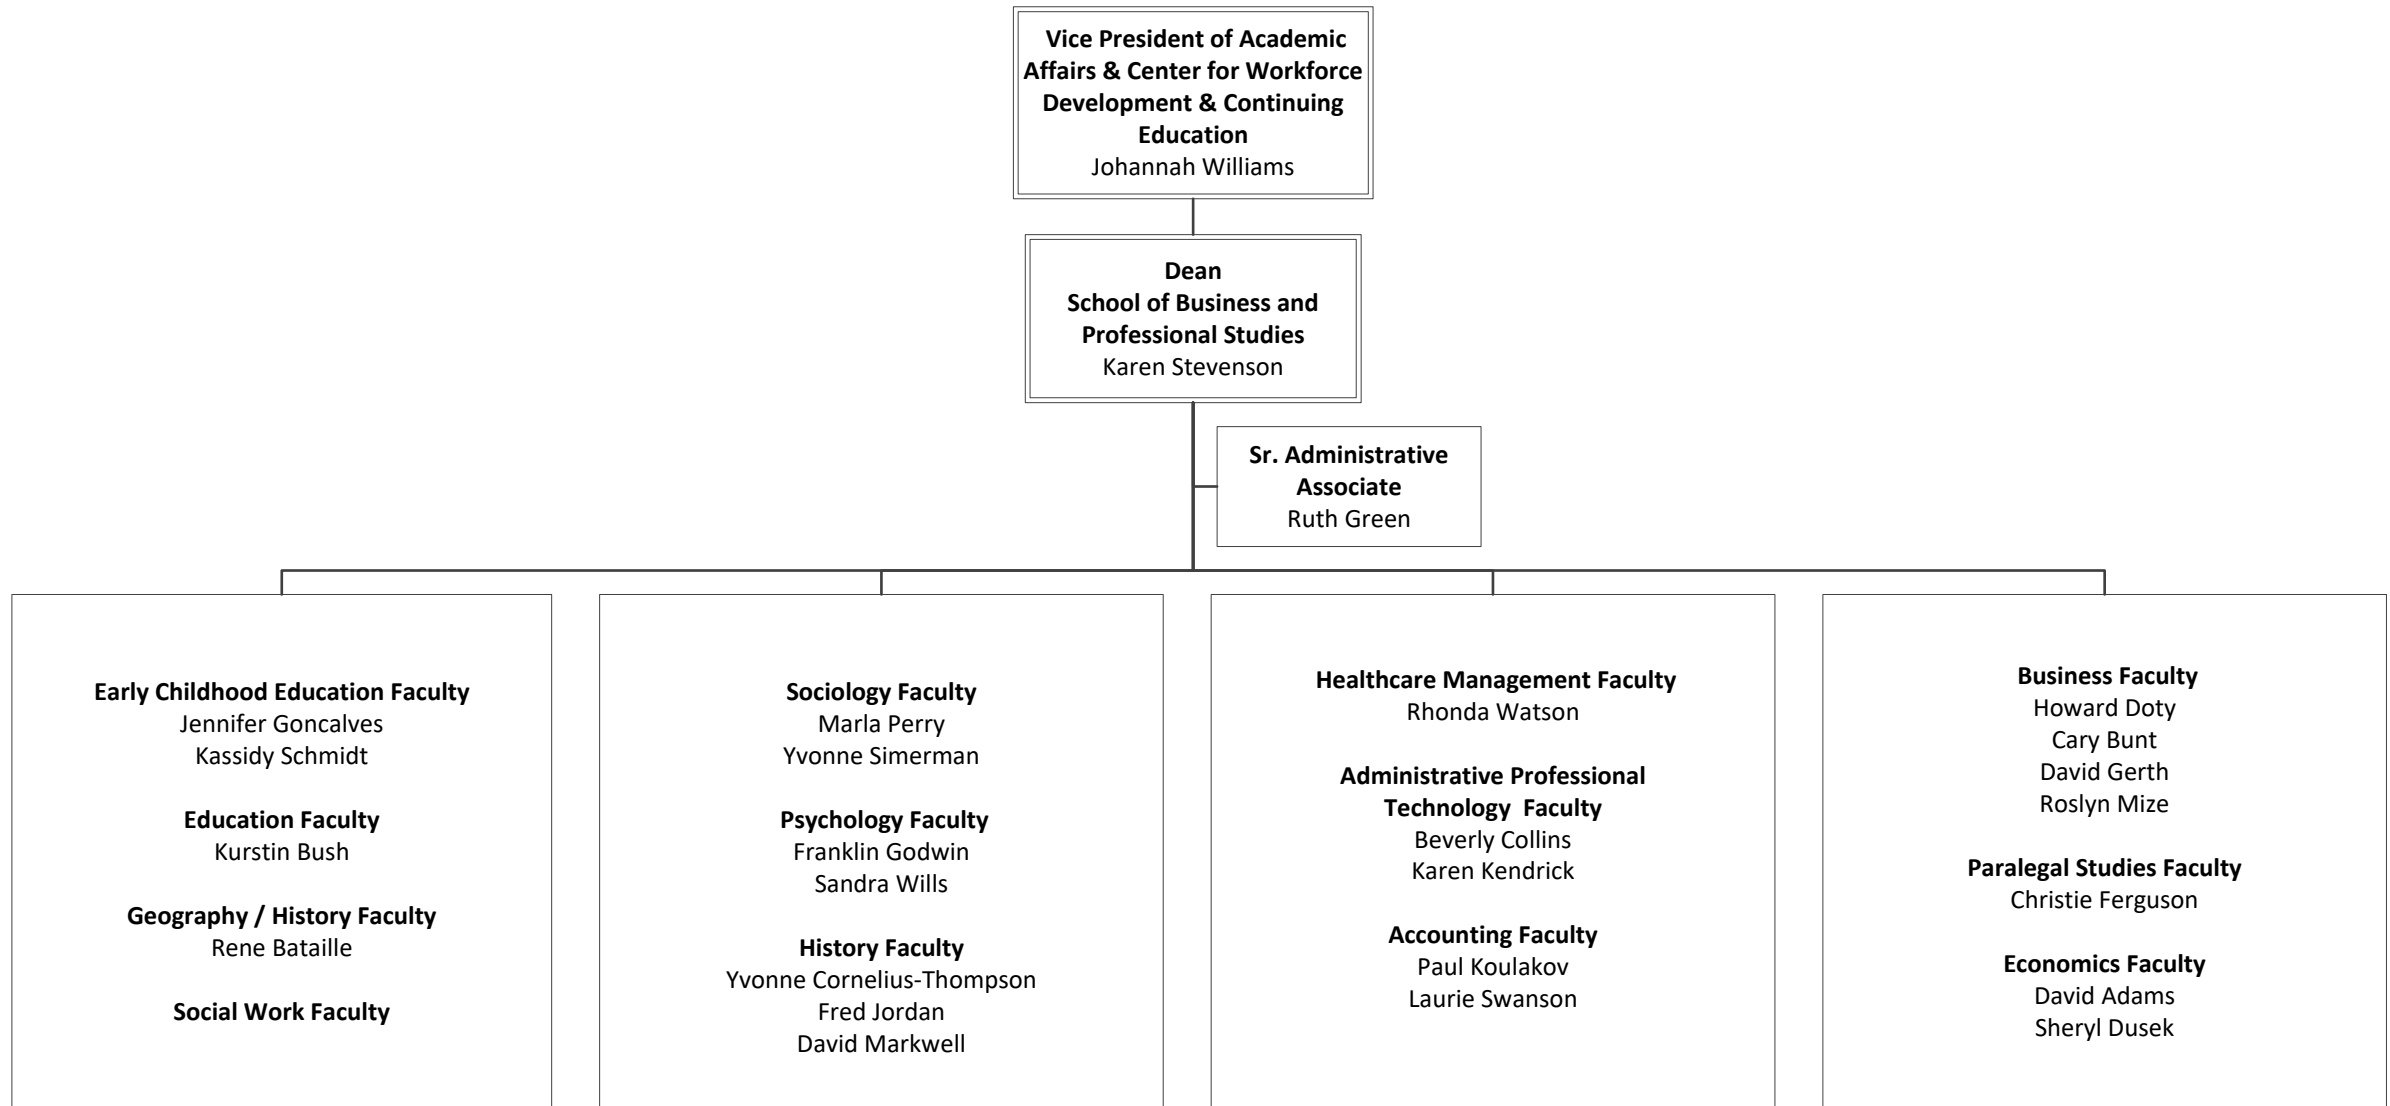 Vice President of Academic
Affairs & Center for Workforce
Development & Continuing
Education
Johannah Williams
Dean
School of Business and
Professional Studies
Karen Stevenson
Sr. Administrative
Associate
Ruth Green
Early Childhood Education Faculty
Jennifer Goncalves
Kassidy Schmidt
Education Faculty
Kurstin Bush
Geography / History Faculty
Rene Bataille
Social Work Faculty
Sociology Faculty
Marla Perry
Yvonne Simerman
Psychology Faculty
Franklin Godwin
Sandra Wills
History Faculty
Yvonne Cornelius-Thompson
Fred Jordan
David Markwell
Healthcare Management Faculty
Rhonda Watson
Administrative Professional
Technology  Faculty
Beverly Collins
Karen Kendrick
Accounting Faculty
Paul Koulakov
Laurie Swanson
Business Faculty
Howard Doty
Cary Bunt
David Gerth
Roslyn Mize
Paralegal Studies Faculty
Christie Ferguson
Economics Faculty
David Adams
Sheryl Dusek